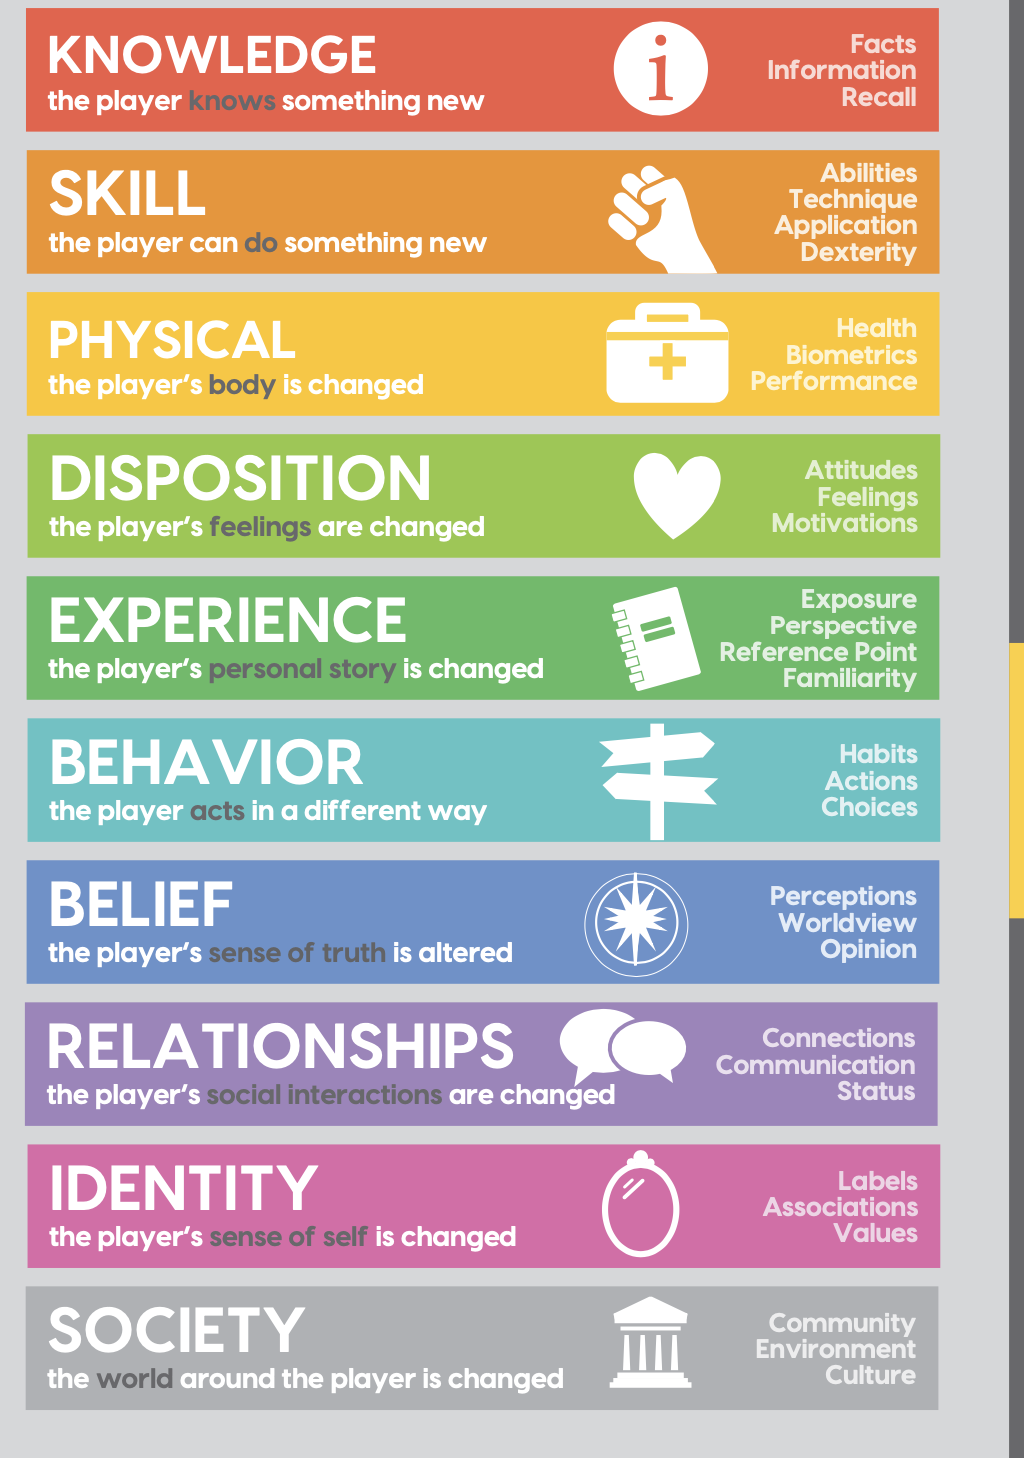 KNOWLEDGE
the player knows something new
Facts
Information
Recall
SKILL
the player can do something new
Abilities
Technique
Application
Dexterity
PHYSICAL
the player's body is changed
Health
Biometrics
Performance
DISPOSITION
the player's feelings are changed
Attitudes
Feelings
Motivations
EXPERIENCE
the player's personal story is changed
Exposure
Perspective
Reference Point
Familiarity
BEHAVIOR
the player acts in a different way
Habits
Actions
Choices
BELIEF
the player's sense of truth is altered
Perceptions
Worldview
Opinion
RELATIONSHIPS
the player's social interactions are changed
Connections
Communication
Status
IDENTITY
the player's sense of self is changed
Labels
Associations
Values
SOCIETY
the world around the player is changed
Community
Environment
Culture